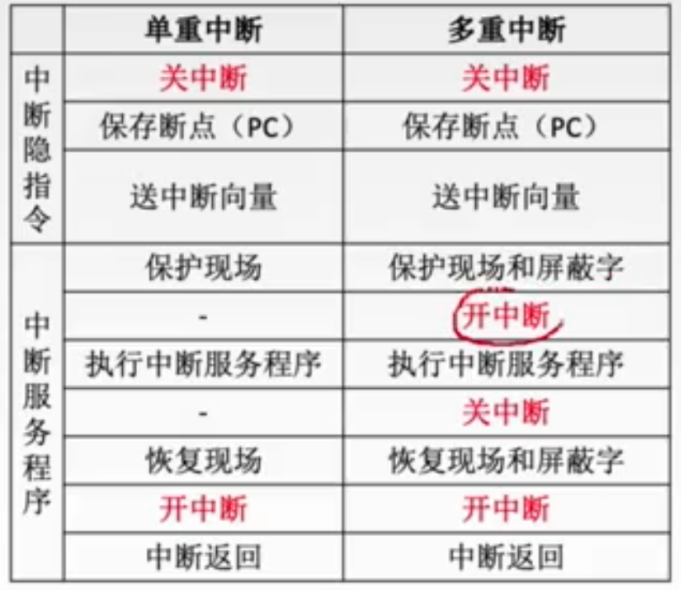 单重中断 多重中断
中断隐指令
关中断 关中断
保存断点（PC） 保存断点（PC）
送中断向量 送中断向量
中断服务程序
保护现场 保护现场和屏蔽字
- 开中断
执行中断服务程序 执行中断服务程序
- 关中断
恢复现场 恢复现场和屏蔽字
开中断 开中断
中断返回 中断返回